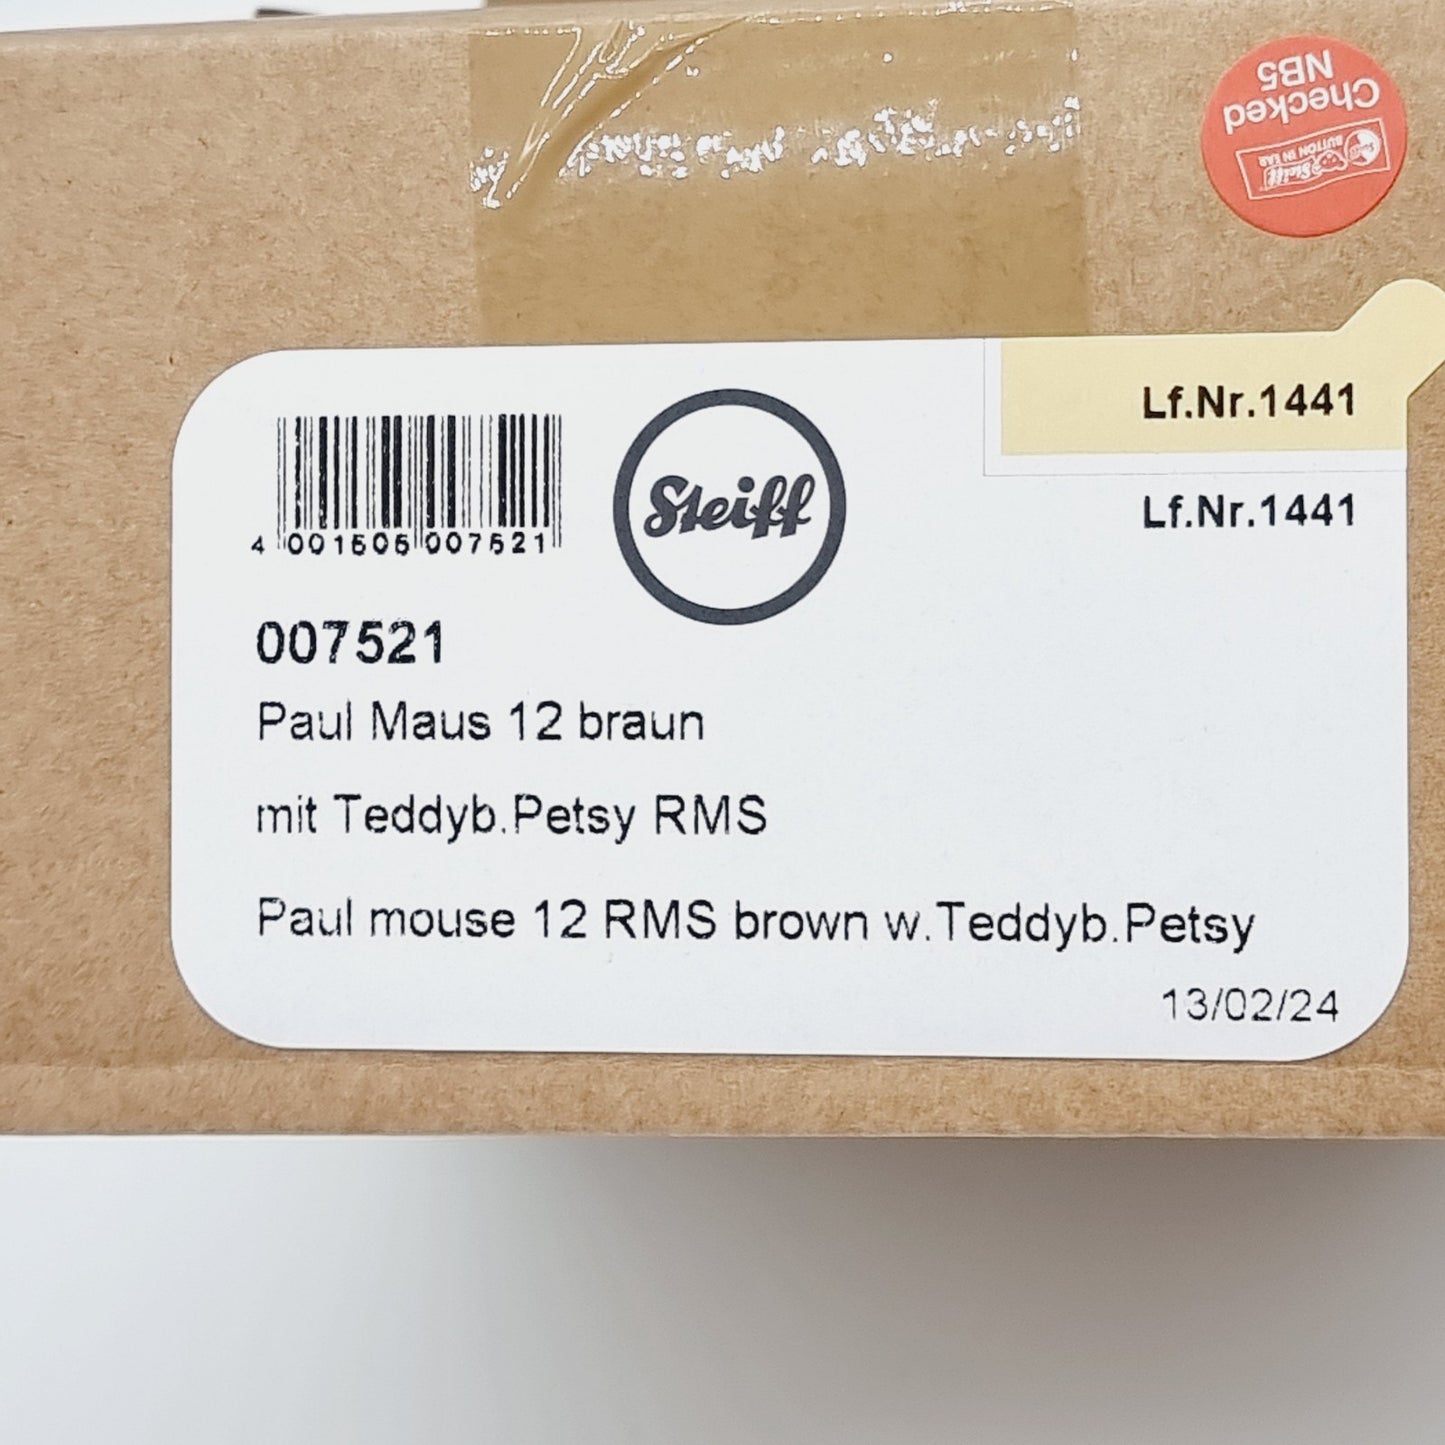 Checked
NB5
Steiff
BUTTON IN EAR
Lf.Nr.1441
4 001505 007521
Steiff
Lf.Nr.1441
007521
Paul Maus 12 braun
mit Teddyb.Petsy RMS
Paul mouse 12 RMS brown w.Teddyb.Petsy
13/02/24